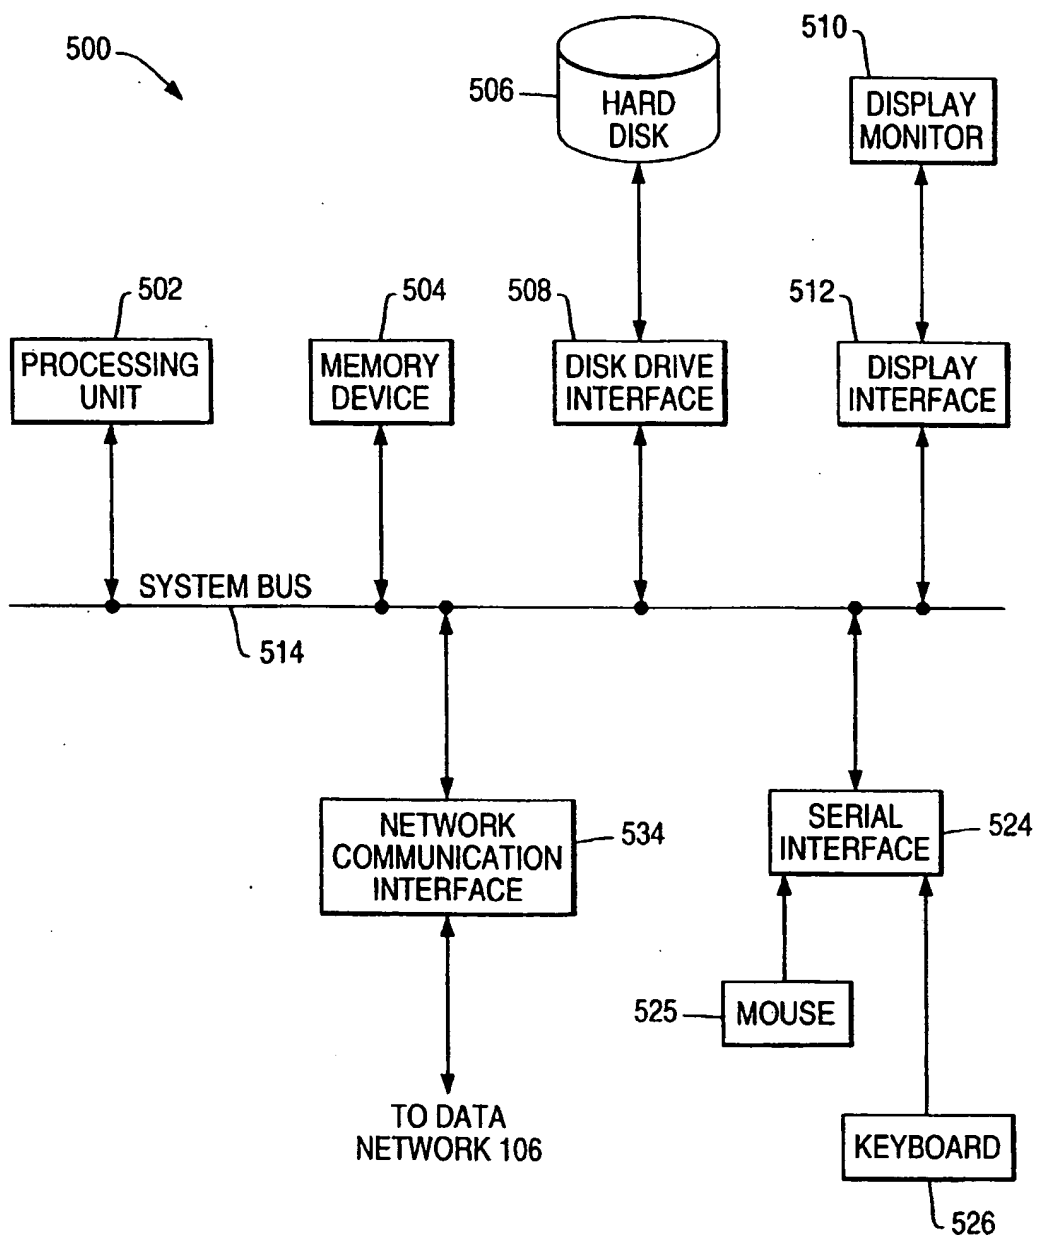 500
506
HARD
DISK
510
DISPLAY
MONITOR
502
PROCESSING
UNIT
504
MEMORY
DEVICE
508
DISK DRIVE
INTERFACE
512
DISPLAY
INTERFACE
SYSTEM BUS
514
NETWORK
COMMUNICATION
INTERFACE
534
SERIAL
INTERFACE
524
525
MOUSE
TO DATA
NETWORK 106
KEYBOARD
526